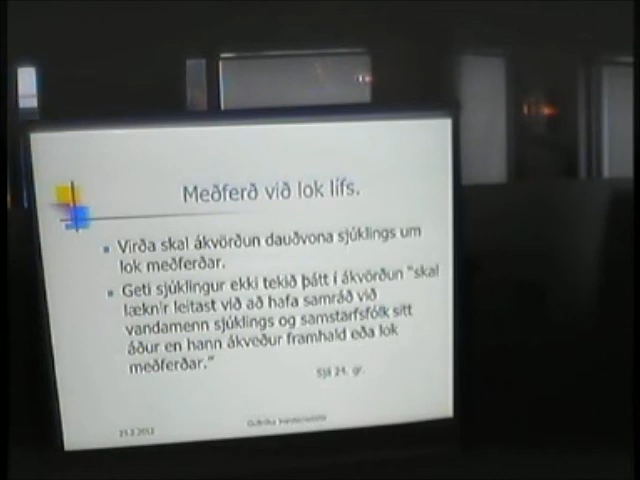 Meðferð við lok lífs.
Virða skal ákvörðun dauðvona sjúklings um
lok meðferðar.
Geti sjúklingur ekki tekið þátt í ákvörðun "skal
læknir leitast við að hafa samráð við
vandamenn sjúklings og samstarfsfólk sitt
áður en hann ákveður framhald eða lok
meðferðar."
Sjá 24. gr.